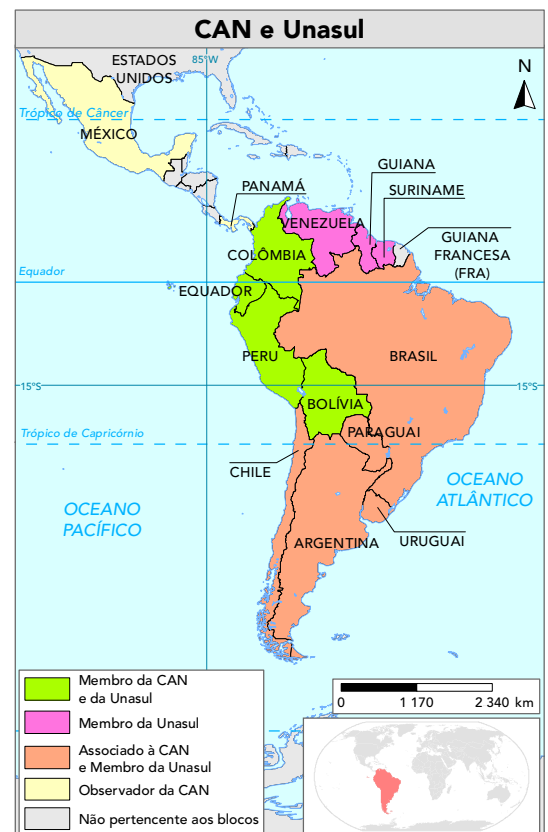 CAN e Unasul
ESTADOS
UNIDOS
85°W
N
Trópico de Câncer
MÉXICO
GUIANA
PANAMÁ
SURINAME
VENEZUELA
GUIANA
FRANCESA
(FRA)
COLÔMBIA
Equador
EQUADOR
PERU
BRASIL
15°S
15°S
BOLÍVIA
Trópico de Capricórnio
PARAGUAI
CHILE
OCEANO
ATLÂNTICO
OCEANO
PACÍFICO
ARGENTINA
URUGUAI
Membro da CAN
e da Unasul
Membro da Unasul
Associado à CAN
e Membro da Unasul
Observador da CAN
Não pertencente aos blocos
0 1 170 2 340 km